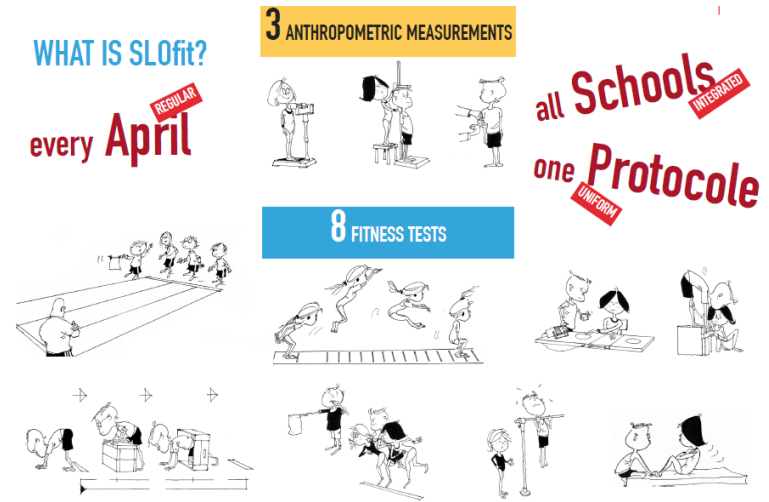 WHAT IS SLOfit?
REGULAR
every April
3 ANTHROPOMETRIC MEASUREMENTS
all Schools
INTEGRATED
one Protocole
UNIFORM
8 FITNESS TESTS